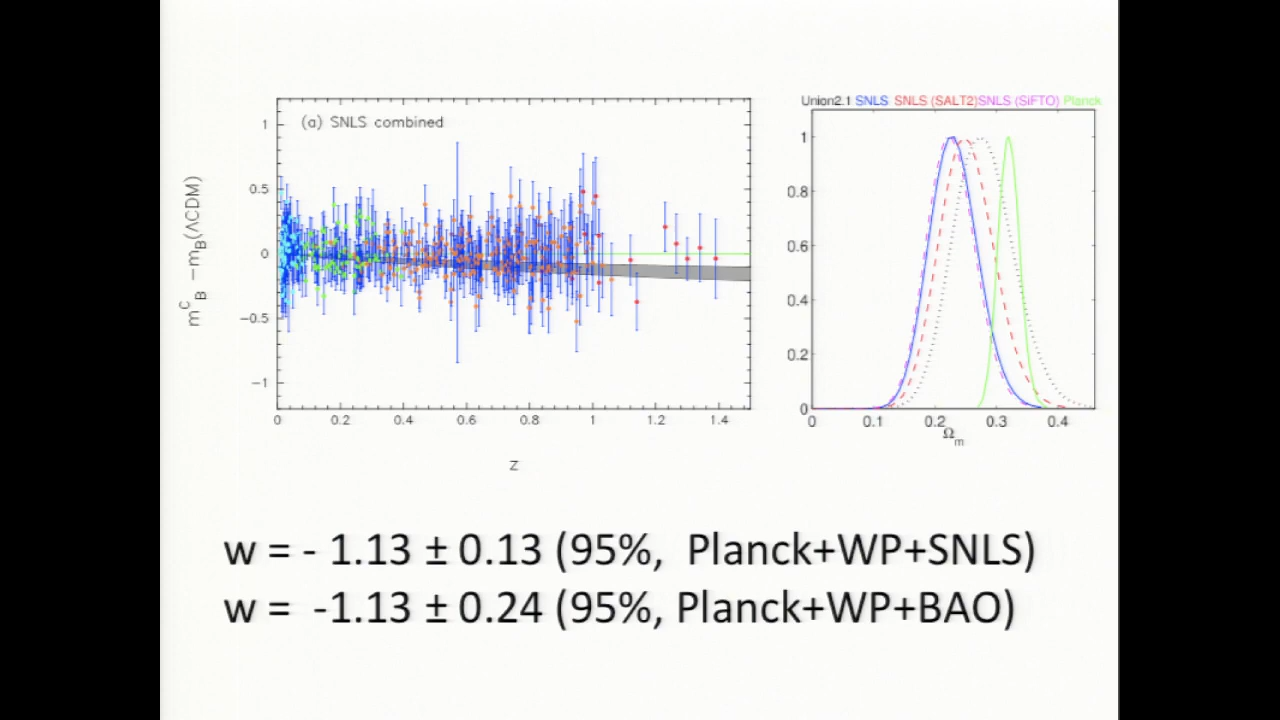 (a) SNLS combined
m^C_B − m_B(ΛCDM)
1
0.5
0
−0.5
−1
0 0.2 0.4 0.6 0.8 1 1.2 1.4
z
Union2.1 SNLS SNLS (SALT2)SNLS (SiFTO) Planck
1
0.8
0.6
0.4
0.2
0
0 0.1 0.2 0.3 0.4
Ω_m
w = - 1.13 ± 0.13 (95%, Planck+WP+SNLS)
w = -1.13 ± 0.24 (95%, Planck+WP+BAO)